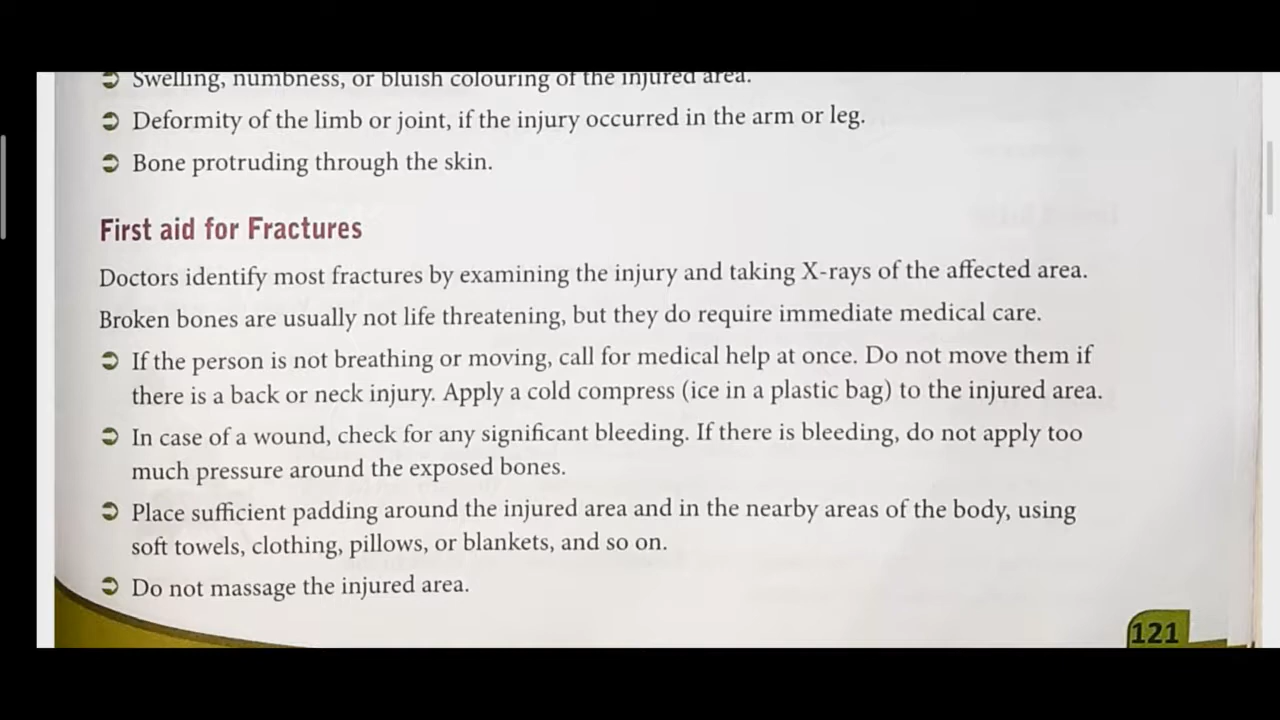 Swelling, numbness, or bluish colouring of the injured area.
Deformity of the limb or joint, if the injury occurred in the arm or leg.
Bone protruding through the skin.
First aid for Fractures
Doctors identify most fractures by examining the injury and taking X-rays of the affected area.
Broken bones are usually not life threatening, but they do require immediate medical care.
If the person is not breathing or moving, call for medical help at once. Do not move them if
there is a back or neck injury. Apply a cold compress (ice in a plastic bag) to the injured area.
In case of a wound, check for any significant bleeding. If there is bleeding, do not apply too
much pressure around the exposed bones.
Place sufficient padding around the injured area and in the nearby areas of the body, using
soft towels, clothing, pillows, or blankets, and so on.
Do not massage the injured area.
121